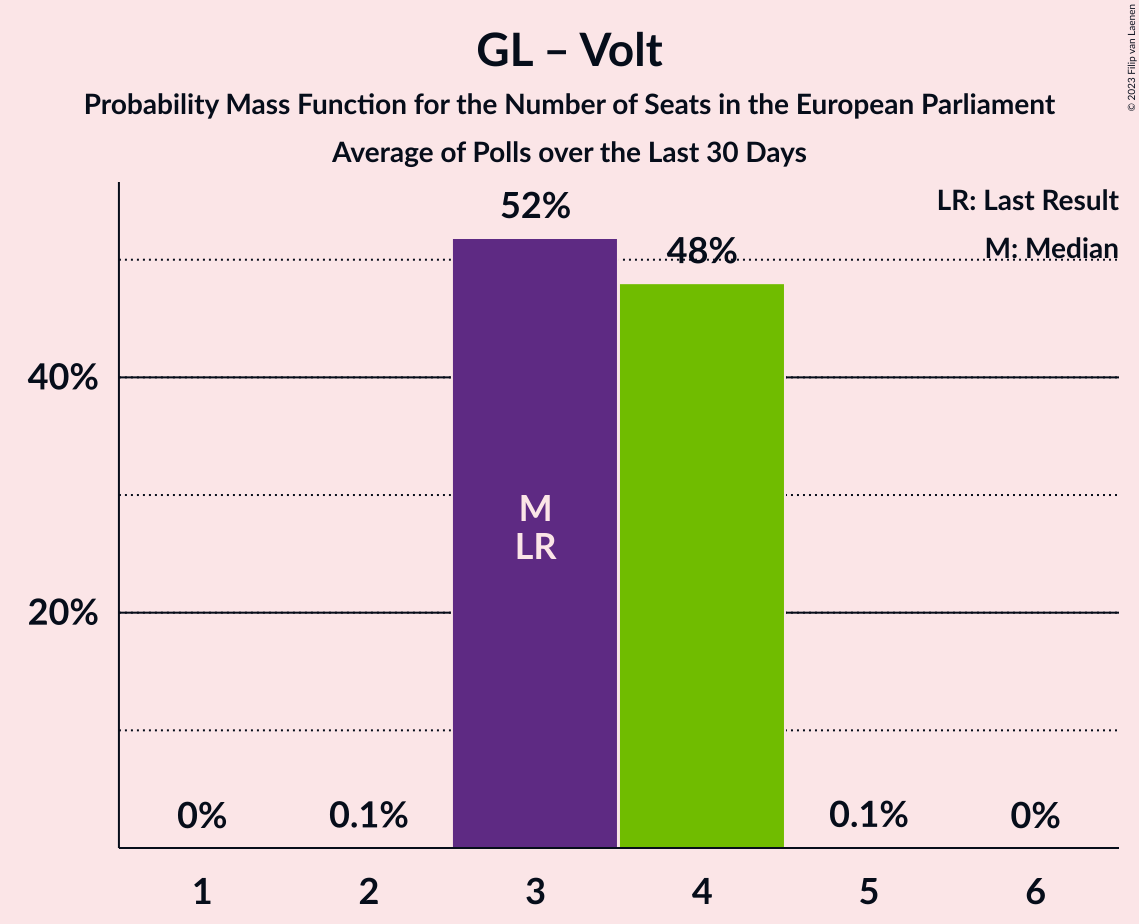 GL – Volt
Probability Mass Function for the Number of Seats in the European Parliament
Average of Polls over the Last 30 Days
© 2023 Filip van Laenen
LR: Last Result
M: Median
52%
48%
40%
20%
M
LR
0%
0.1%
0.1%
0%
1
2
3
4
5
6